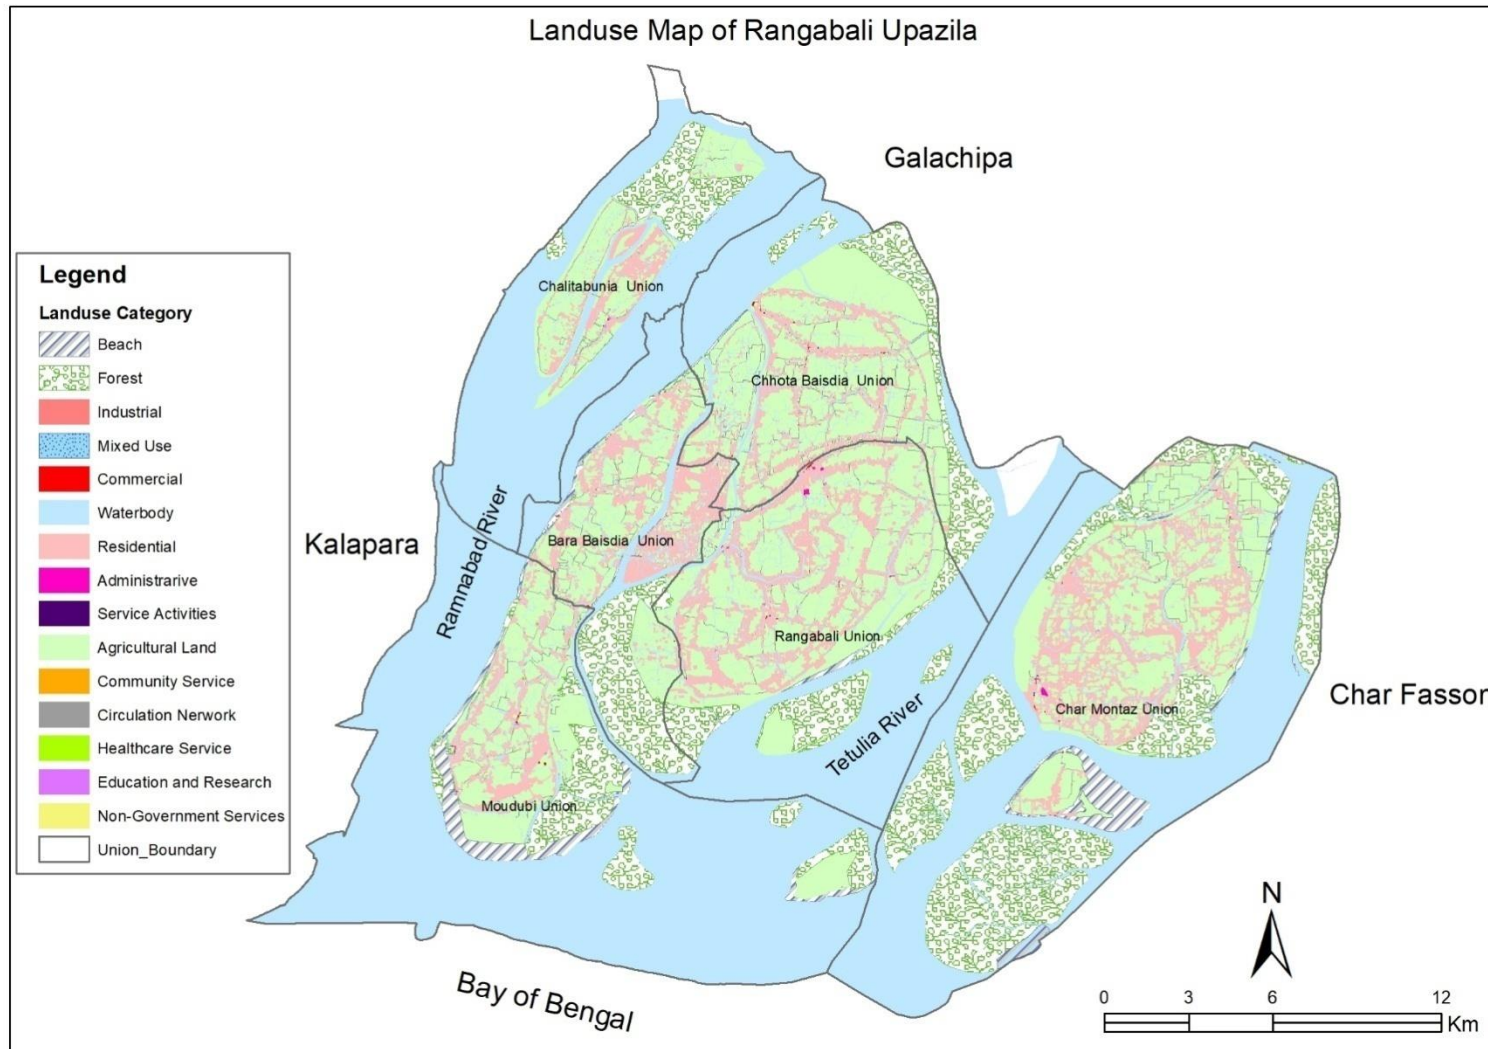 Landuse Map of Rangabali Upazila
Galachipa
Legend
Landuse Category
Beach
Forest
Industrial
Mixed Use
Commercial
Waterbody
Residential
Administrarive
Service Activities
Agricultural Land
Community Service
Circulation Nerwork
Healthcare Service
Education and Research
Non-Government Services
Union_Boundary
Chalitabunia Union
Chhota Baisdia Union
Kalapara
Ramnabad River
Bara Baisdia Union
Rangabali Union
Char Fasson
Char Montaz Union
Tetulia River
Moudubi Union
Bay of Bengal
N
0 3 6 12
Km